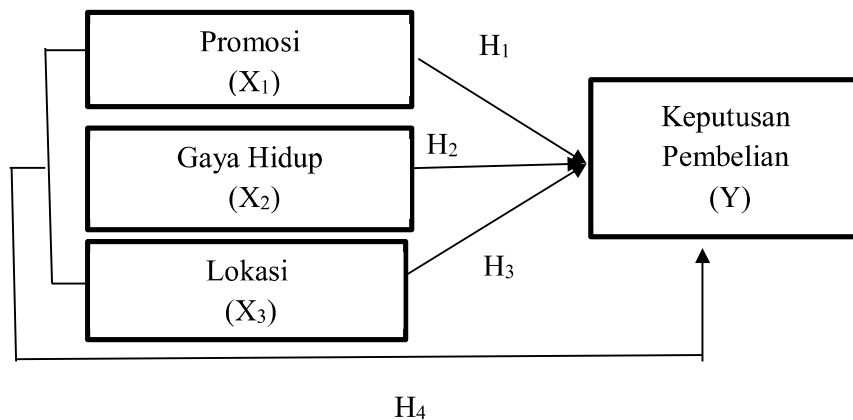 Promosi
(X₁)
H₁
Gaya Hidup
(X₂)
H₂
Lokasi
(X₃)
H₃
Keputusan
Pembelian
(Y)
H₄